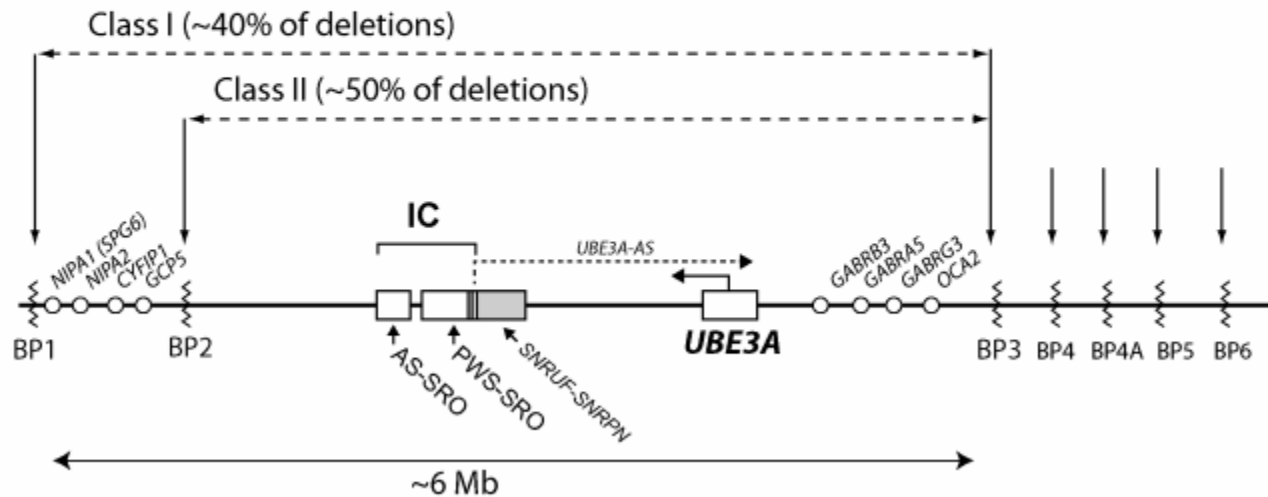 Class I (~40% of deletions)
Class II (~50% of deletions)
IC
UBE3A-AS
NIPA1 (SPG6)
NIPA2
CYFIP1
GCP5
GABRB3
GABRA5
GABRG3
OCA2
BP1
BP2
UBE3A
BP3
BP4
BP4A
BP5
BP6
AS-SRO
PWS-SRO
SNRUF-SNRPN
~6 Mb